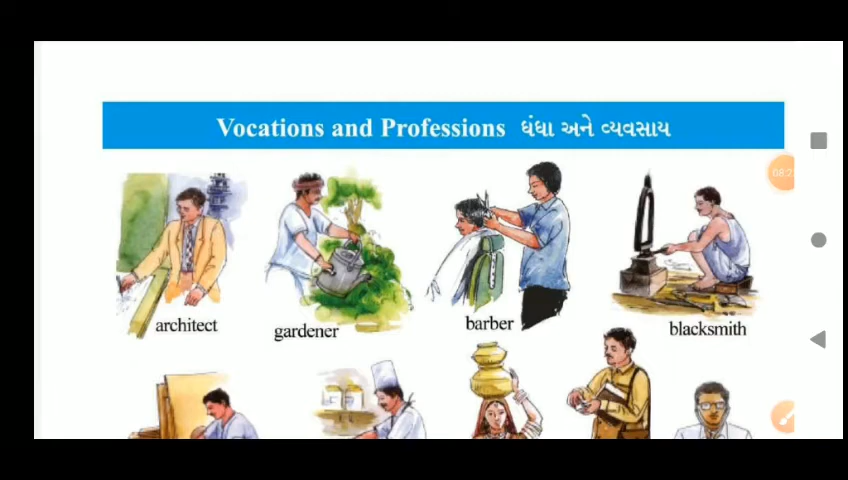 Vocations and Professions ધંધા અને વ્યવસાય
architect
gardener
barber
blacksmith